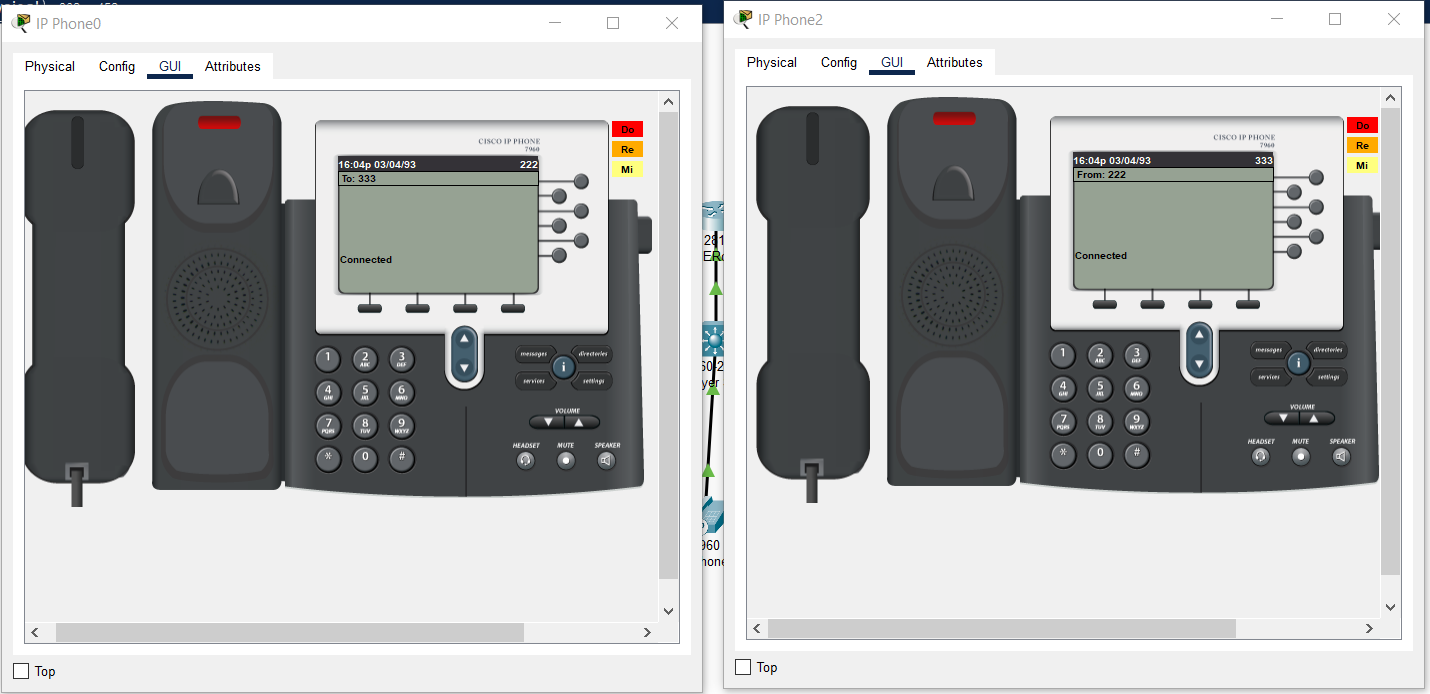 IP Phone0
Physical Config GUI Attributes
CISCO IP PHONE
7960
16:04p 03/04/93 222
To: 333
Connected
Do
Re
Mi
1 2 ABC 3 DEF
4 GHI 5 JKL 6 MNO
7 PQRS 8 TUV 9 WXYZ
* 0 #
messages directories
i
services settings
VOLUME
HEADSET MUTE SPEAKER
Top
281
960
IP Phone2
Physical Config GUI Attributes
CISCO IP PHONE
7960
16:04p 03/04/93 333
From: 222
Connected
Do
Re
Mi
1 2 ABC 3 DEF
4 GHI 5 JKL 6 MNO
7 PQRS 8 TUV 9 WXYZ
* 0 #
messages directories
i
services settings
VOLUME
HEADSET MUTE SPEAKER
Top